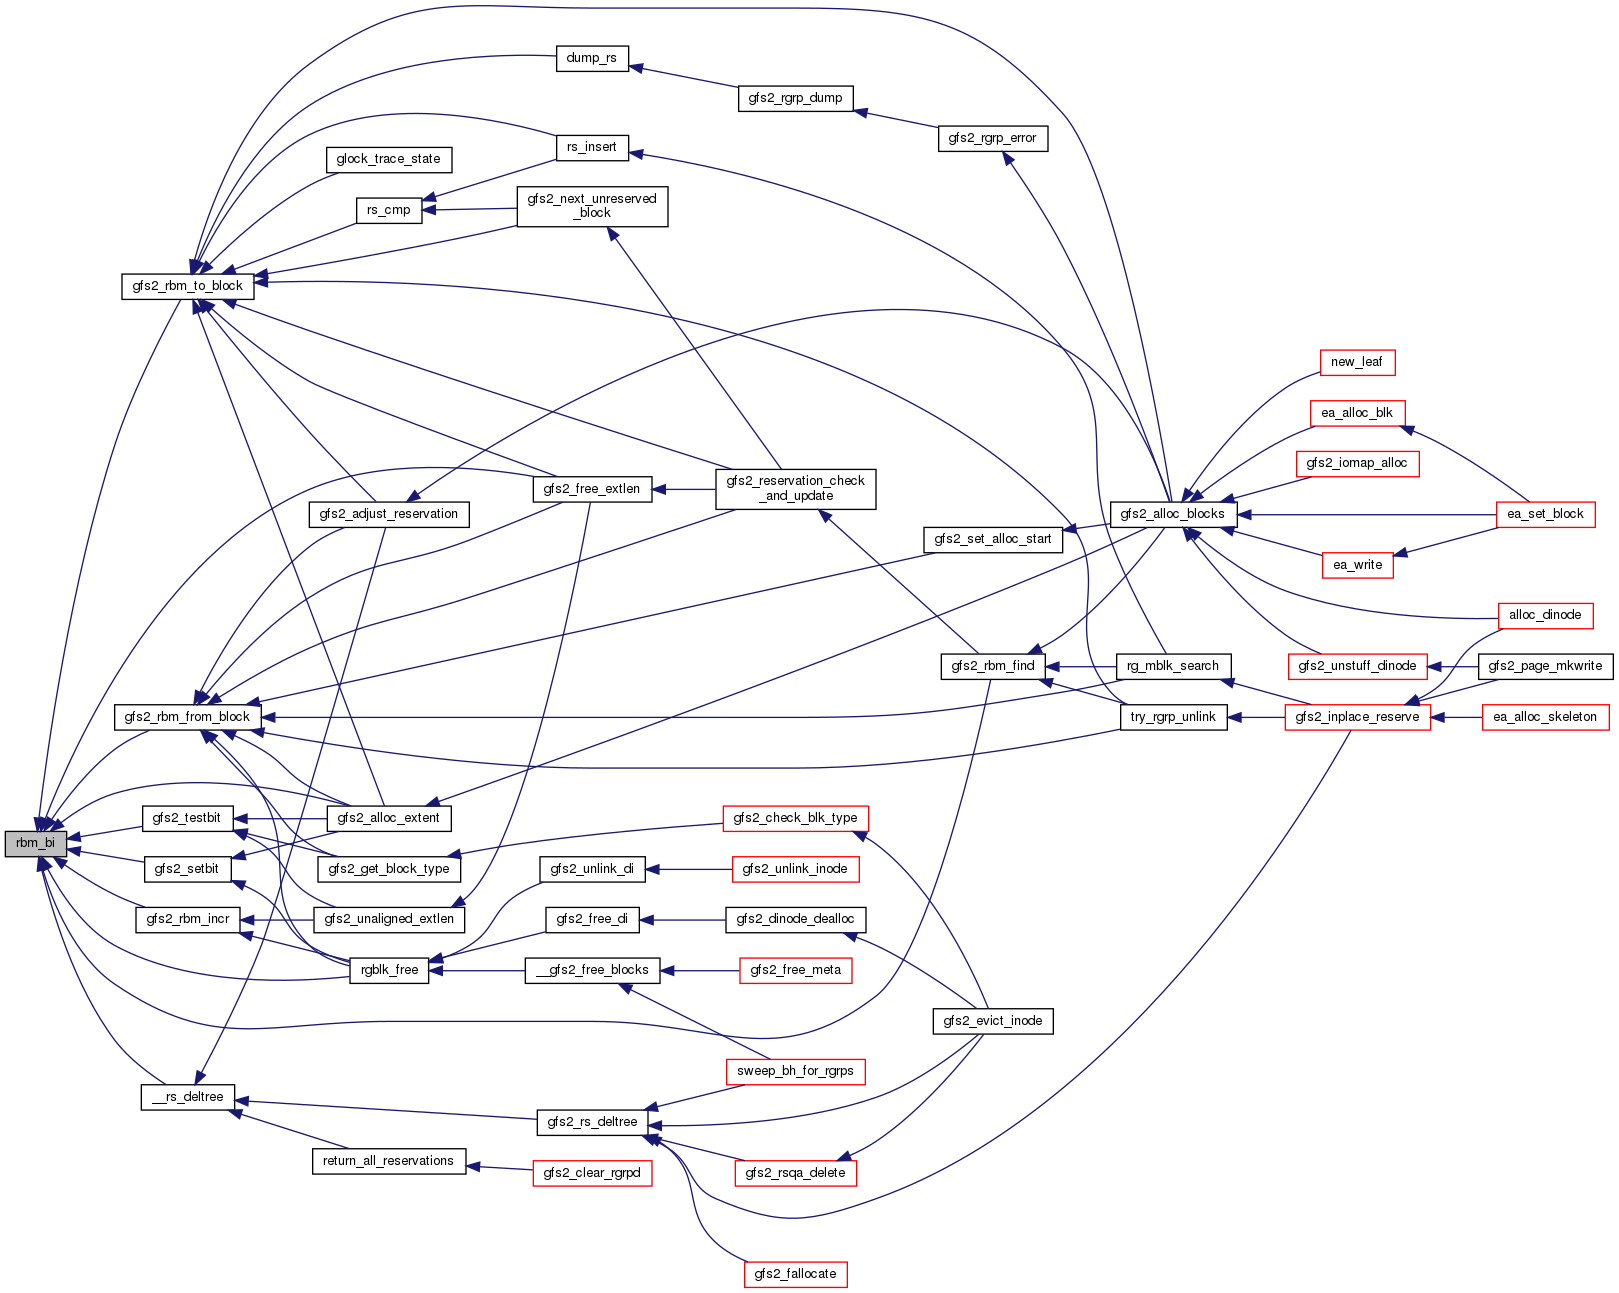 dump_rs
gfs2_rgrp_dump
gfs2_rgrp_error
rs_insert
glock_trace_state
gfs2_next_unreserved
_block
rs_cmp
gfs2_rbm_to_block
new_leaf
ea_alloc_blk
gfs2_iomap_alloc
gfs2_reservation_check
_and_update
gfs2_free_extlen
gfs2_adjust_reservation
gfs2_alloc_blocks
ea_set_block
gfs2_set_alloc_start
ea_write
alloc_dinode
gfs2_rbm_find
rg_mblk_search
gfs2_unstuff_dinode
gfs2_page_mkwrite
gfs2_rbm_from_block
try_rgrp_unlink
gfs2_inplace_reserve
ea_alloc_skeleton
gfs2_testbit
gfs2_alloc_extent
gfs2_check_blk_type
rbm_bi
gfs2_setbit
gfs2_get_block_type
gfs2_unlink_di
gfs2_unlink_inode
gfs2_rbm_incr
gfs2_unaligned_extlen
gfs2_free_di
gfs2_dinode_dealloc
rgblk_free
__gfs2_free_blocks
gfs2_free_meta
gfs2_evict_inode
sweep_bh_for_rgrps
__rs_deltree
gfs2_rs_deltree
return_all_reservations
gfs2_clear_rgrpd
gfs2_rsqa_delete
gfs2_fallocate